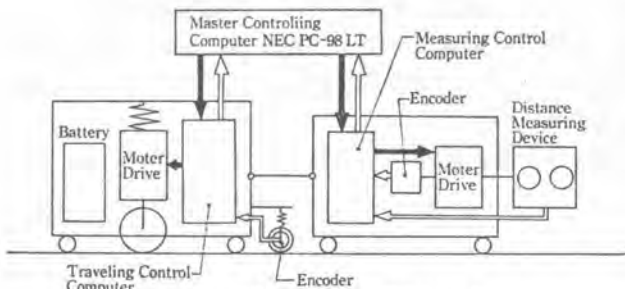 Master Controliing
Computer NEC PC-98 LT
Measuring Control
Computer
Encoder
Distance
Measuring
Device
Battery
Moter
Drive
Moter
Drive
Traveling Control
Computer
Encoder